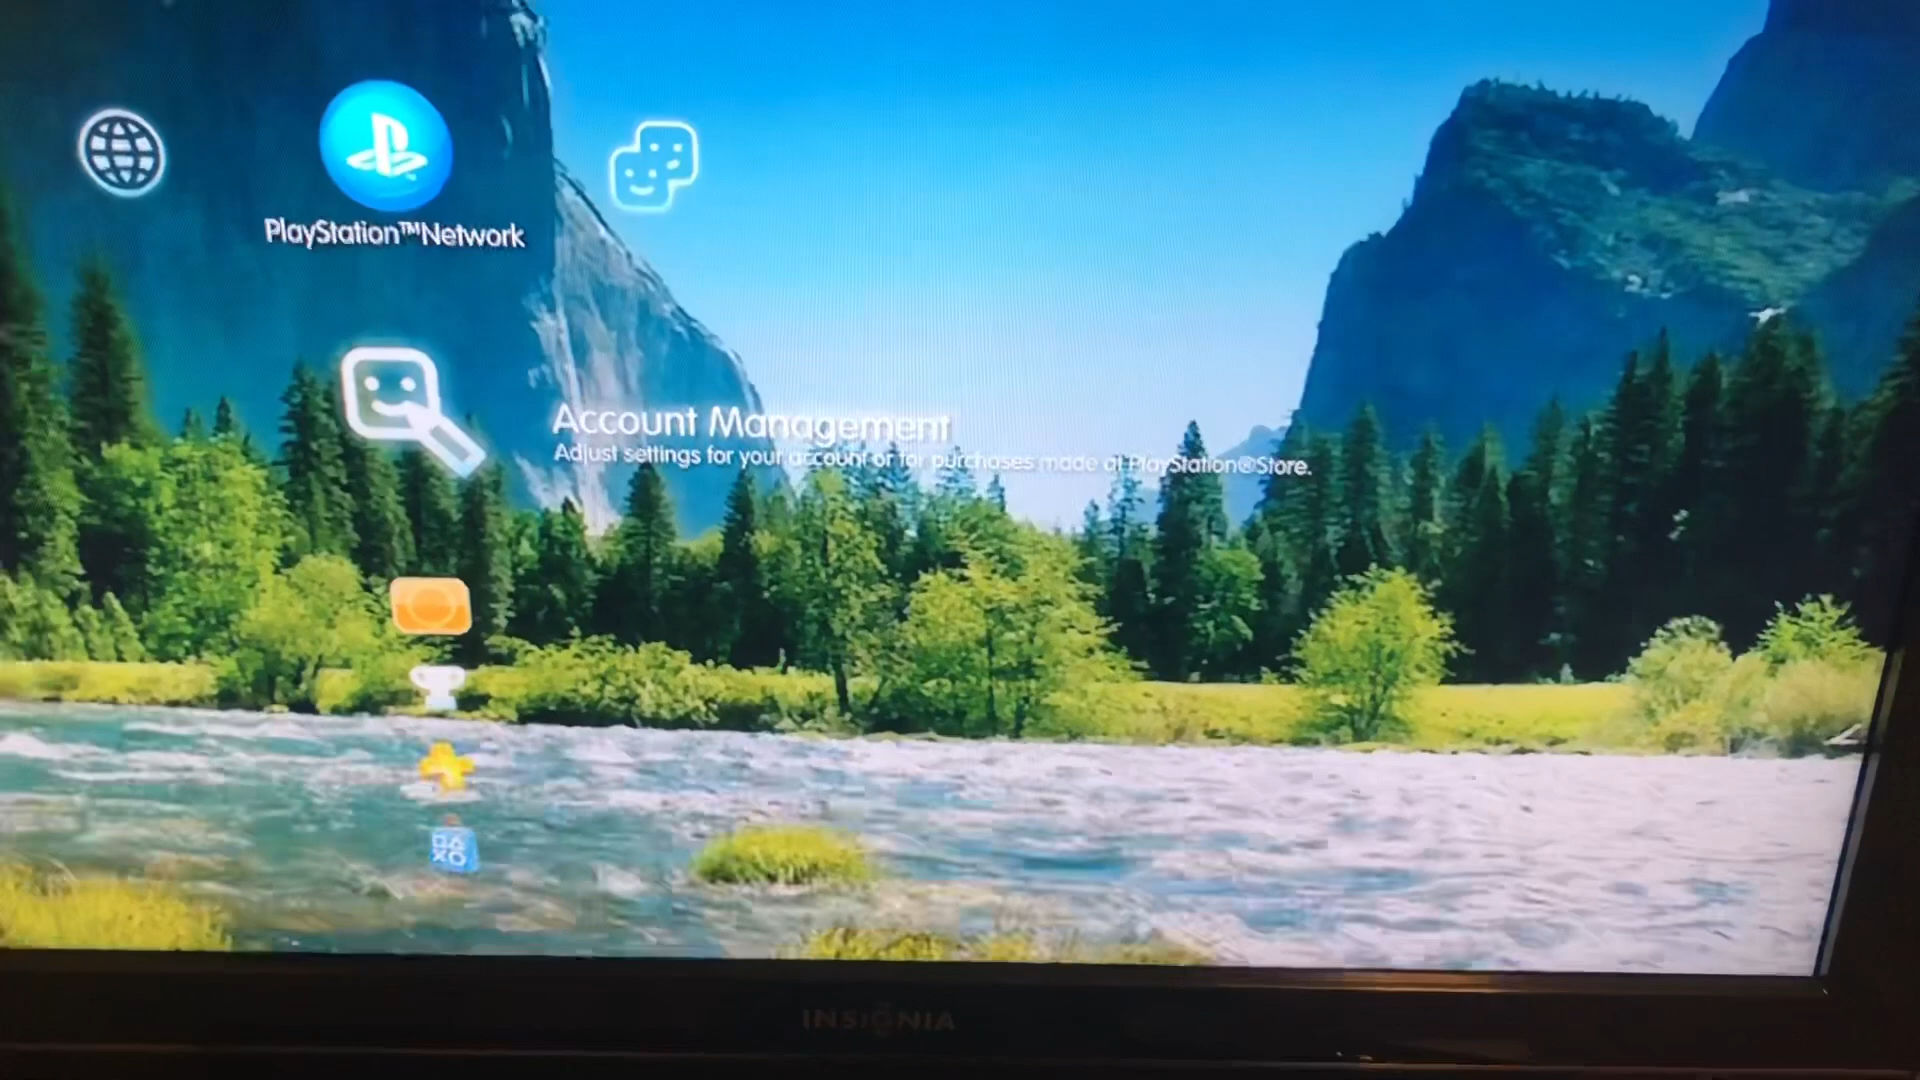 PlayStation™Network
Account Management
Adjust settings for your account or for purchases made at PlayStation®Store.
INSIGNIA